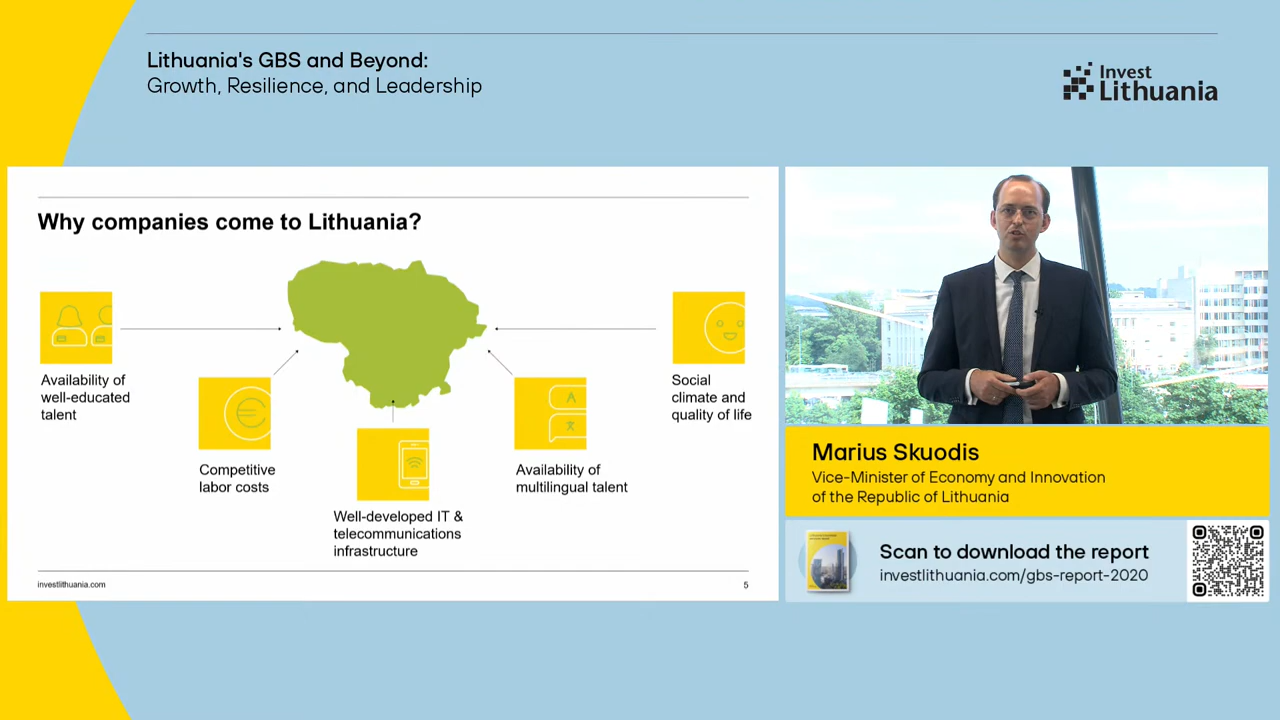 Lithuania's GBS and Beyond:
Growth, Resilience, and Leadership
Invest
Lithuania
Why companies come to Lithuania?
Availability of
well-educated
talent
Competitive
labor costs
Well-developed IT &
telecommunications
infrastructure
A
Availability of
multilingual talent
Social
climate and
quality of life
investlithuania.com
5
Marius Skuodis
Vice-Minister of Economy and Innovation
of the Republic of Lithuania
Scan to download the report
investlithuania.com/gbs-report-2020